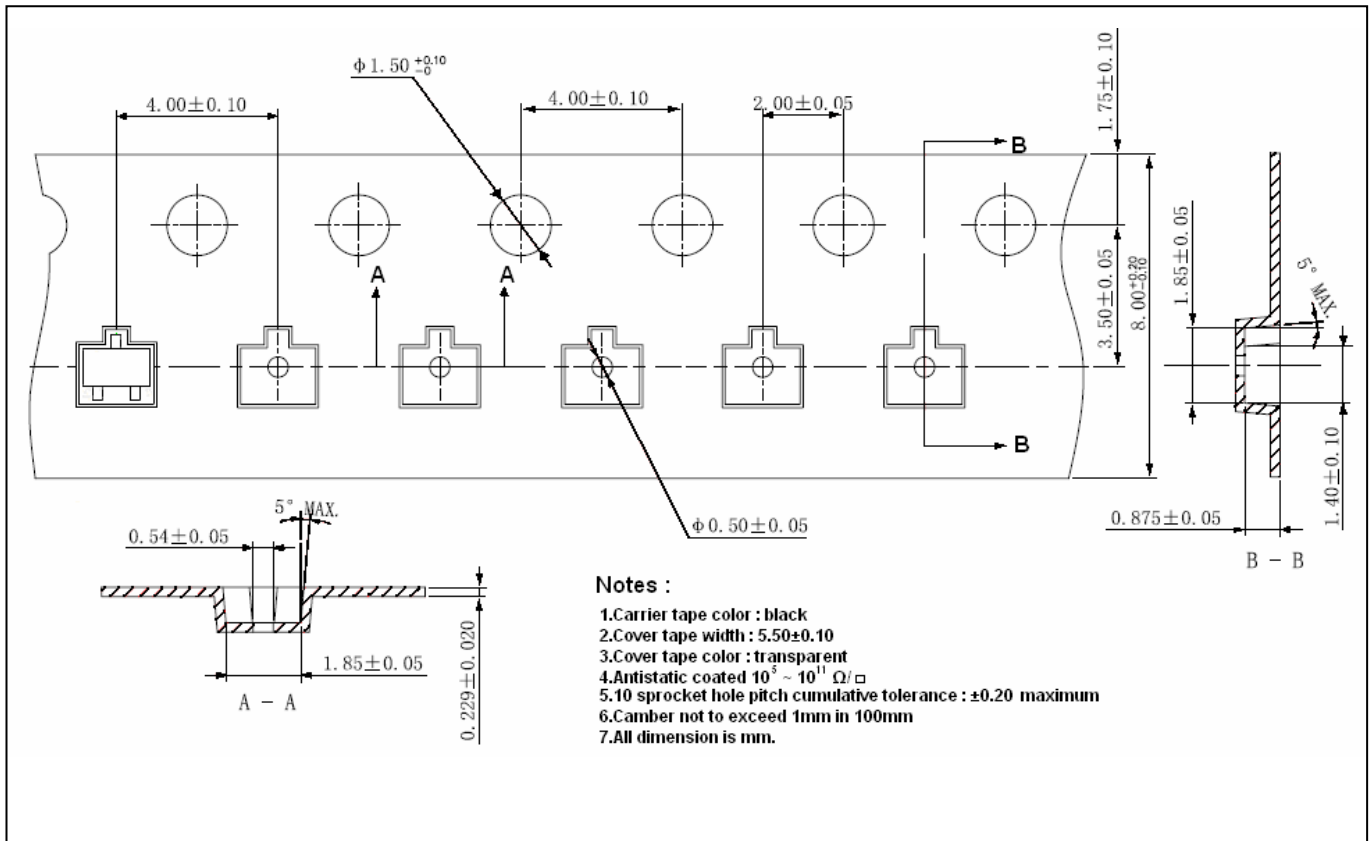 φ1.50 +0.10 -0
4.00±0.10
4.00±0.10
2.00±0.05
1.75±0.10
B
A
A
3.50±0.05
8.00 +0.20 -0.10
1.85±0.05
5° MAX.
B
φ0.50±0.05
0.875±0.05
1.40±0.10
B - B
5° MAX.
0.54±0.05
1.85±0.05
0.229±0.020
A - A
Notes :
1.Carrier tape color : black
2.Cover tape width : 5.50±0.10
3.Cover tape color : transparent
4.Antistatic coated 10⁵ ~ 10¹¹ Ω/□
5.10 sprocket hole pitch cumulative tolerance : ±0.20 maximum
6.Camber not to exceed 1mm in 100mm
7.All dimension is mm.